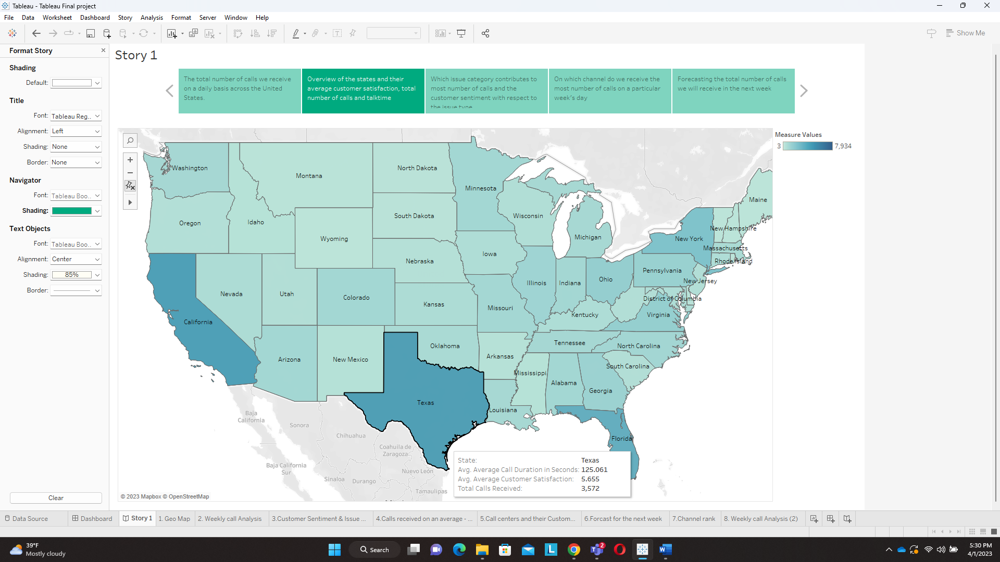 Tableau - Tableau Final project
File Data Worksheet Dashboard Story Analysis Format Server Window Help
Show Me
Format Story
Shading
Default:
Title
Font: Tableau Reg..
Alignment: Left
Shading: None
Border: None
Navigator
Font: Tableau Boo..
Shading:
Text Objects
Font: Tableau Boo..
Alignment: Center
Shading: 85%
Border:
Clear
Story 1
The total number of calls we receive
on a daily basis across the United
States.
Overview of the states and their
average customer satisfaction, total
number of calls and talktime
Which issue category contributes to
most number of calls and the
customer sentiment with respect to
the issue type
On which channel do we receive the
most number of calls on a particular
week's day
Forecasting the total number of calls
we will receive in the next week
Measure Values
3 7,934
Washington
Montana
North Dakota
Minnesota
Maine
Oregon
Idaho
South Dakota
Wisconsin
Wyoming
Michigan
New York
New Hampshire
Massachusetts
Rhode Island
Nebraska
Iowa
Pennsylvania
New Jersey
Nevada
Utah
Colorado
Kansas
Missouri
Illinois
Indiana
Ohio
District of Columbia
Kentucky
Virginia
California
Arizona
New Mexico
Oklahoma
Arkansas
Tennessee
North Carolina
South Carolina
Mississippi
Alabama
Georgia
Texas
Louisiana
Florida
Baja
California
Sonora
Chihuahua
Coahuila de
Zaragoza
Baja California
Sur
Sinaloa
Durango
Nuevo León
Tamaulipas
State: Texas
Avg. Average Call Duration in Seconds: 125.061
Avg. Average Customer Satisfaction: 5.655
Total Calls Received: 3,572
© 2023 Mapbox © OpenStreetMap
Data Source Dashboard Story 1 1. Geo Map 2. Weekly call Analysis 3.Customer Sentiment & Issue ... 4.Calls received on an average - ... 5.Call centers and their Custom... 6.Forcast for the next week 7.Channel rank 8. Weekly call Analysis (2)
39°F
Mostly cloudy
Search
2
5:30 PM
4/1/2023